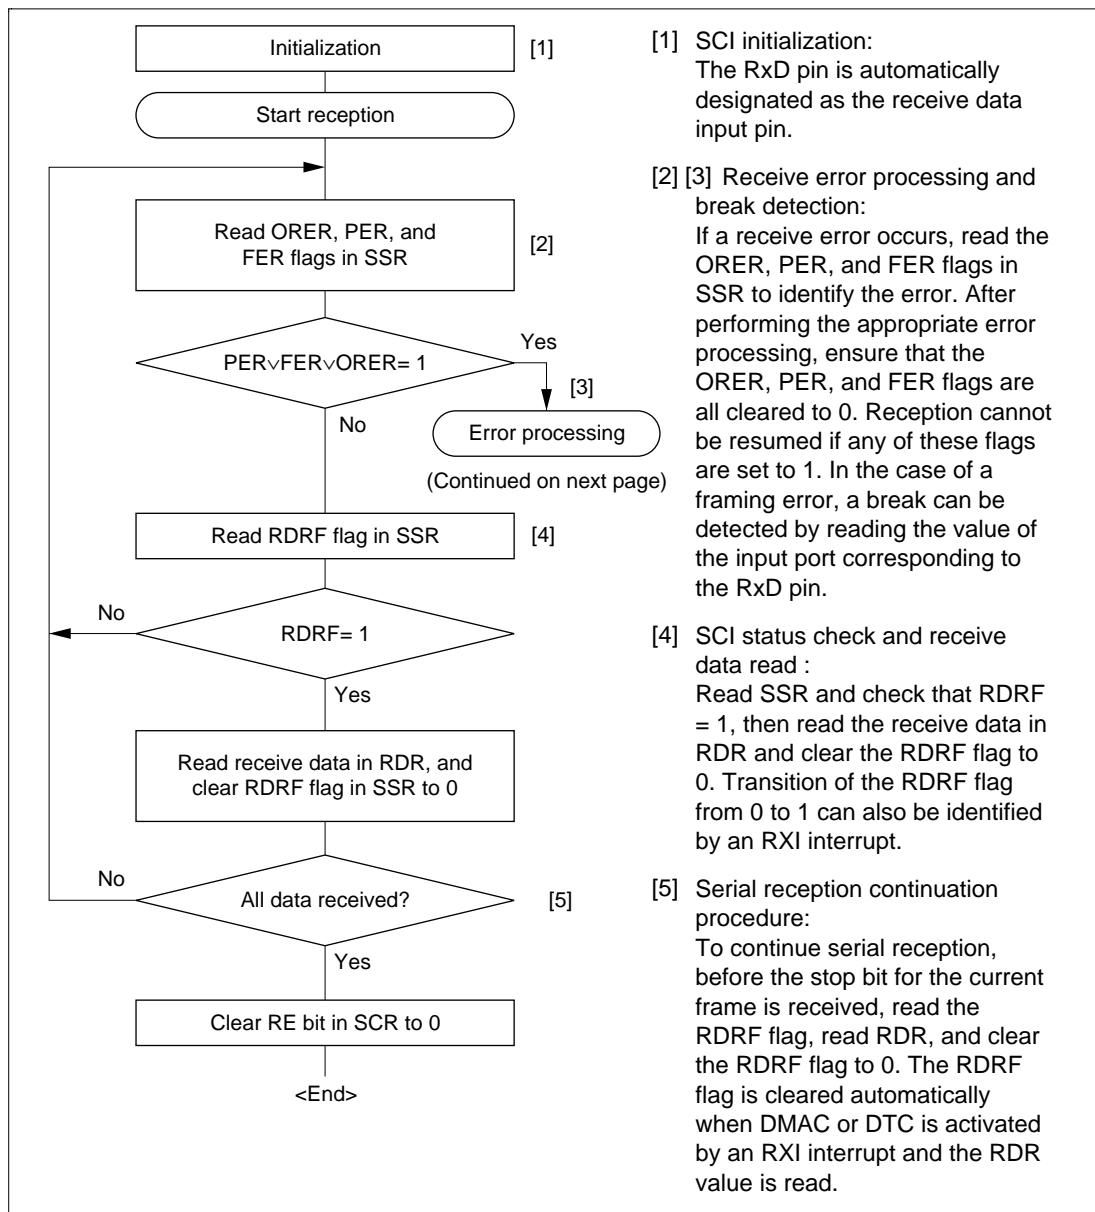 Initialization
[1]
Start reception
Read ORER, PER, and
FER flags in SSR
[2]
PER∨FER∨ORER= 1
Yes
No
[3]
Error processing
(Continued on next page)
Read RDRF flag in SSR
[4]
No
RDRF= 1
Yes
Read receive data in RDR, and
clear RDRF flag in SSR to 0
No
All data received?
[5]
Yes
Clear RE bit in SCR to 0
<End>
[1] SCI initialization:
The RxD pin is automatically
designated as the receive data
input pin.
[2] [3] Receive error processing and
break detection:
If a receive error occurs, read the
ORER, PER, and FER flags in
SSR to identify the error. After
performing the appropriate error
processing, ensure that the
ORER, PER, and FER flags are
all cleared to 0. Reception cannot
be resumed if any of these flags
are set to 1. In the case of a
framing error, a break can be
detected by reading the value of
the input port corresponding to
the RxD pin.
[4] SCI status check and receive
data read :
Read SSR and check that RDRF
= 1, then read the receive data in
RDR and clear the RDRF flag to
0. Transition of the RDRF flag
from 0 to 1 can also be identified
by an RXI interrupt.
[5] Serial reception continuation
procedure:
To continue serial reception,
before the stop bit for the current
frame is received, read the
RDRF flag, read RDR, and clear
the RDRF flag to 0. The RDRF
flag is cleared automatically
when DMAC or DTC is activated
by an RXI interrupt and the RDR
value is read.